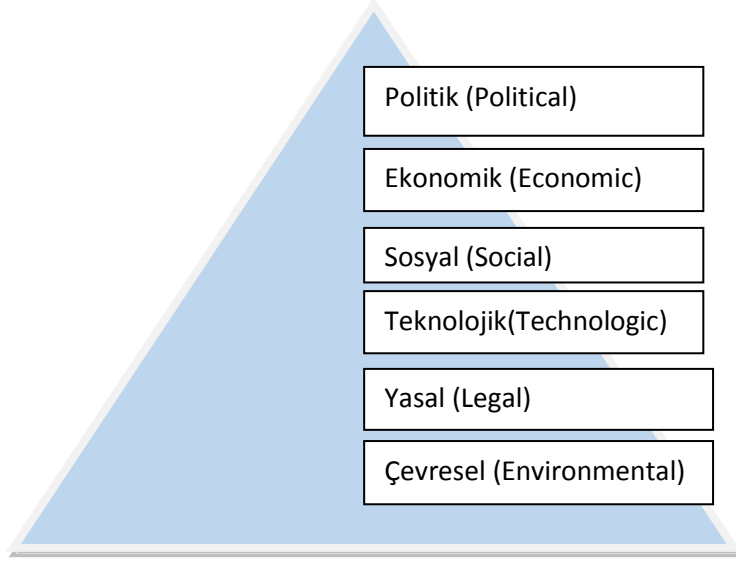 Politik (Political)
Ekonomik (Economic)
Sosyal (Social)
Teknolojik(Technologic)
Yasal (Legal)
Çevresel (Environmental)